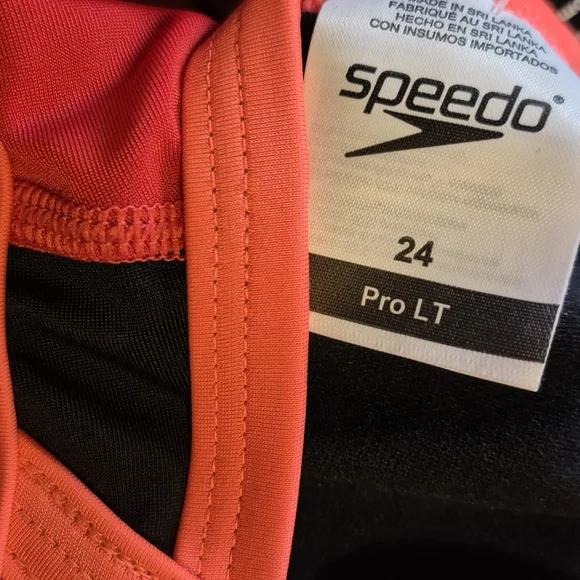 MADE IN SRI LANKA
FABRIQUÉ AU SRI LANKA
HECHO EN SRI LANKA
CON INSUMOS IMPORTADOS
speedo®
24
Pro LT